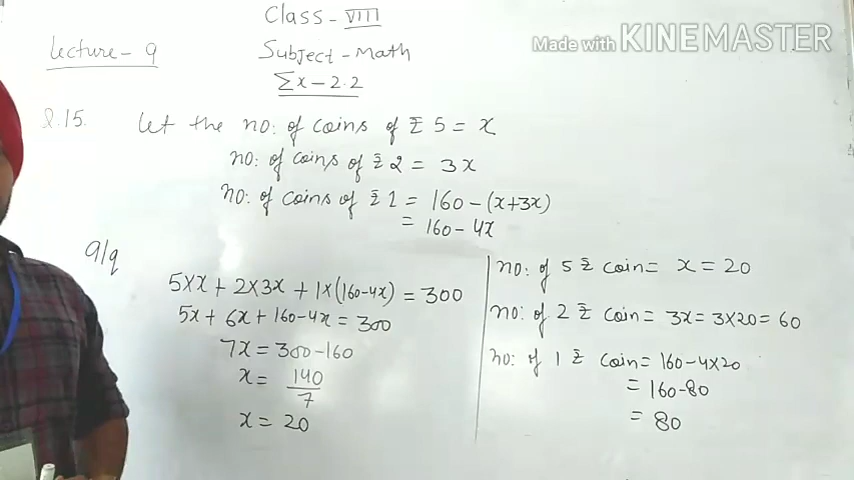 Class - VIII
Made with KINEMASTER
Lecture - 9
Subject - Math
Ex - 2.2
Q.15. Let the no: of coins of ₹ 5 = x
no: of coins of ₹ 2 = 3x
no: of coins of ₹ 1 = 160 - (x+3x)
= 160 - 4x
A/q
5×x + 2×3x + 1×(160-4x) = 300
5x + 6x + 160 - 4x = 300
7x = 300 - 160
x = 140/7
x = 20
no: of 5 ₹ coin = x = 20
no: of 2 ₹ coin = 3x = 3×20 = 60
no: of 1 ₹ coin = 160 - 4×20
= 160 - 80
= 80